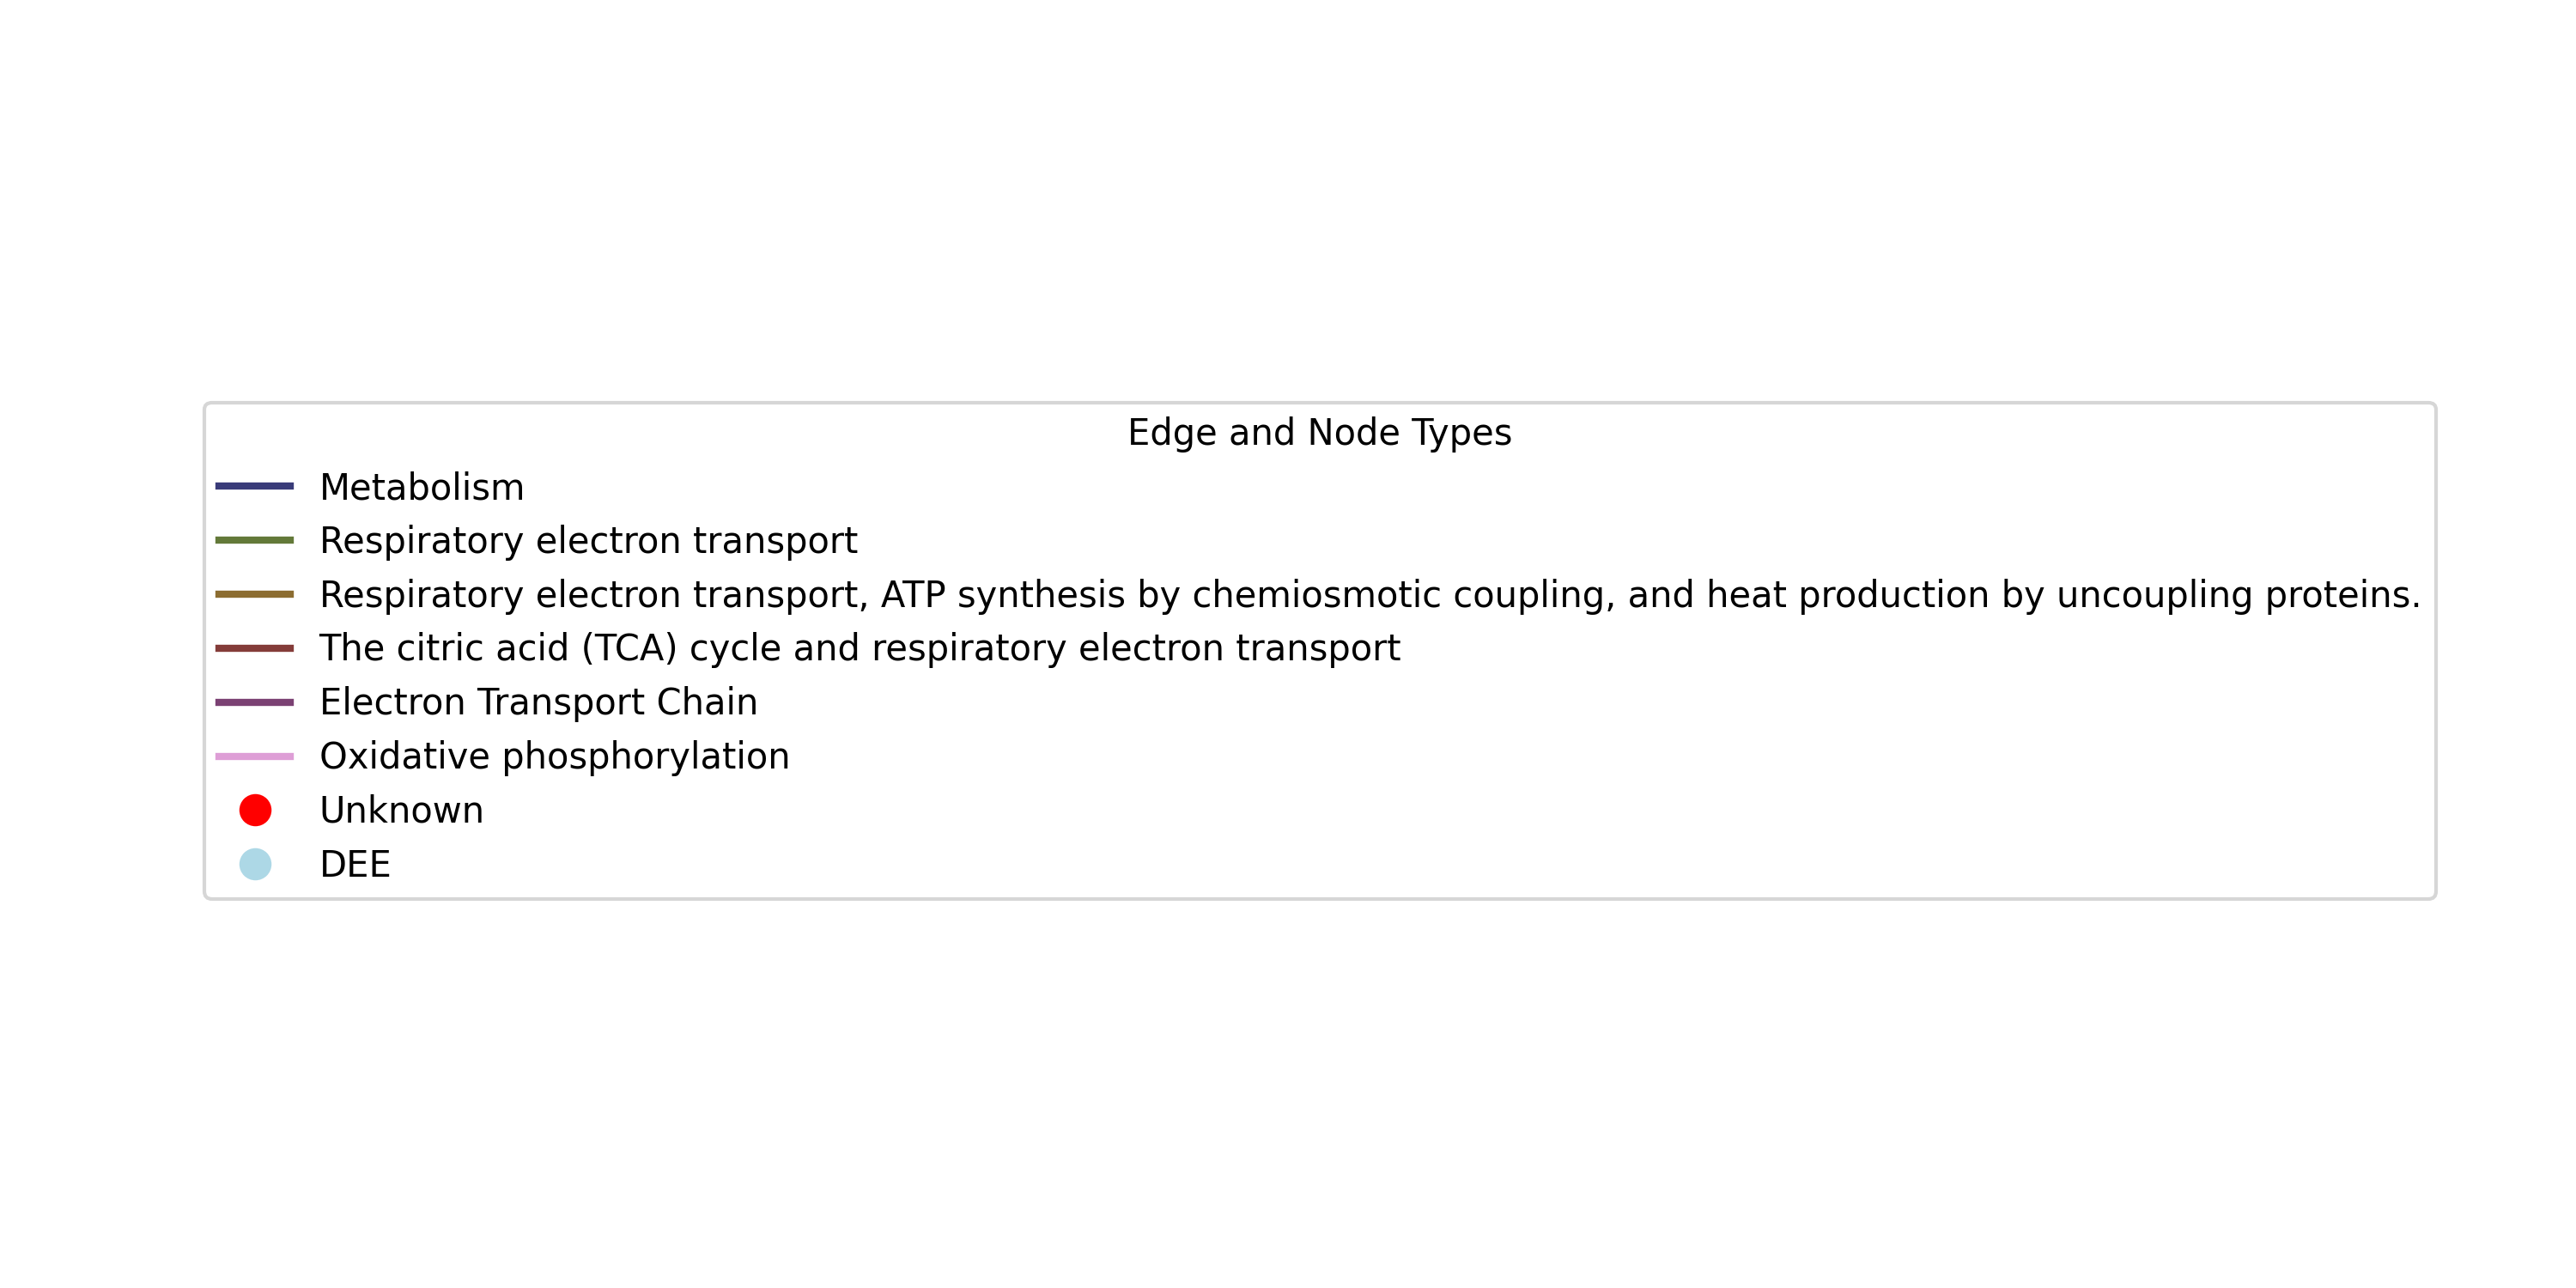 Edge and Node Types
Metabolism
Respiratory electron transport
Respiratory electron transport, ATP synthesis by chemiosmotic coupling, and heat production by uncoupling proteins.
The citric acid (TCA) cycle and respiratory electron transport
Electron Transport Chain
Oxidative phosphorylation
Unknown
DEE